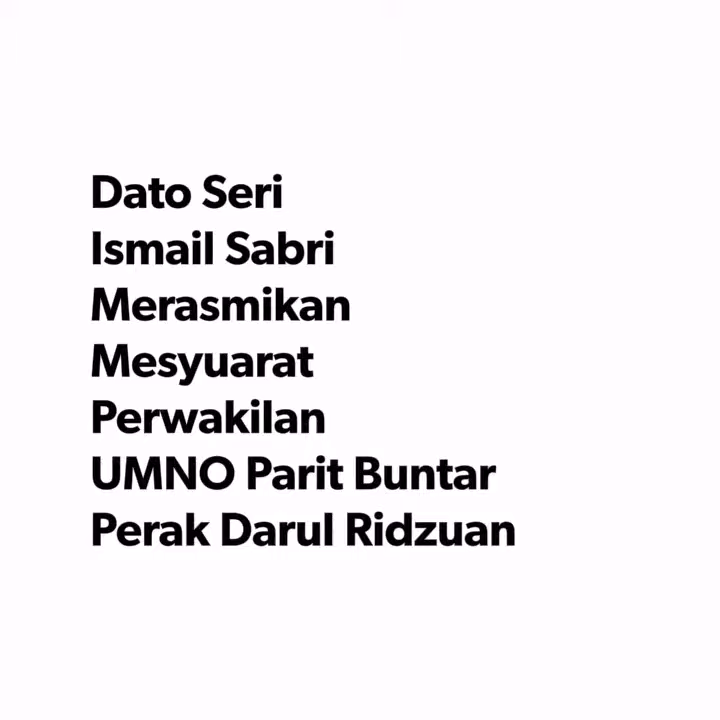 Dato Seri
Ismail Sabri
Merasmikan
Mesyuarat
Perwakilan
UMNO Parit Buntar
Perak Darul Ridzuan